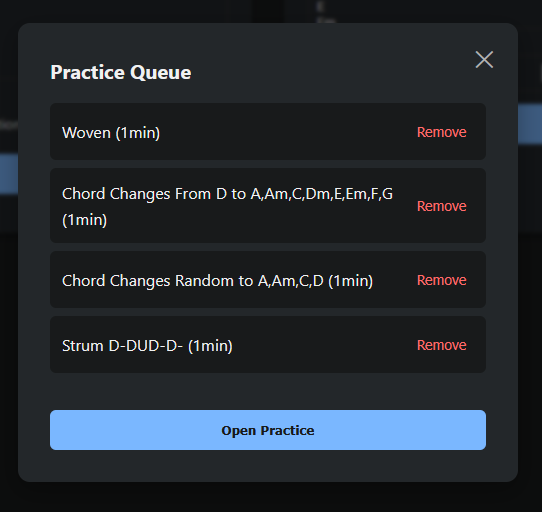 Practice Queue
Woven (1min)
Remove
Chord Changes From D to A,Am,C,Dm,E,Em,F,G
(1min)
Remove
Chord Changes Random to A,Am,C,D (1min)
Remove
Strum D-DUD-D- (1min)
Remove
Open Practice